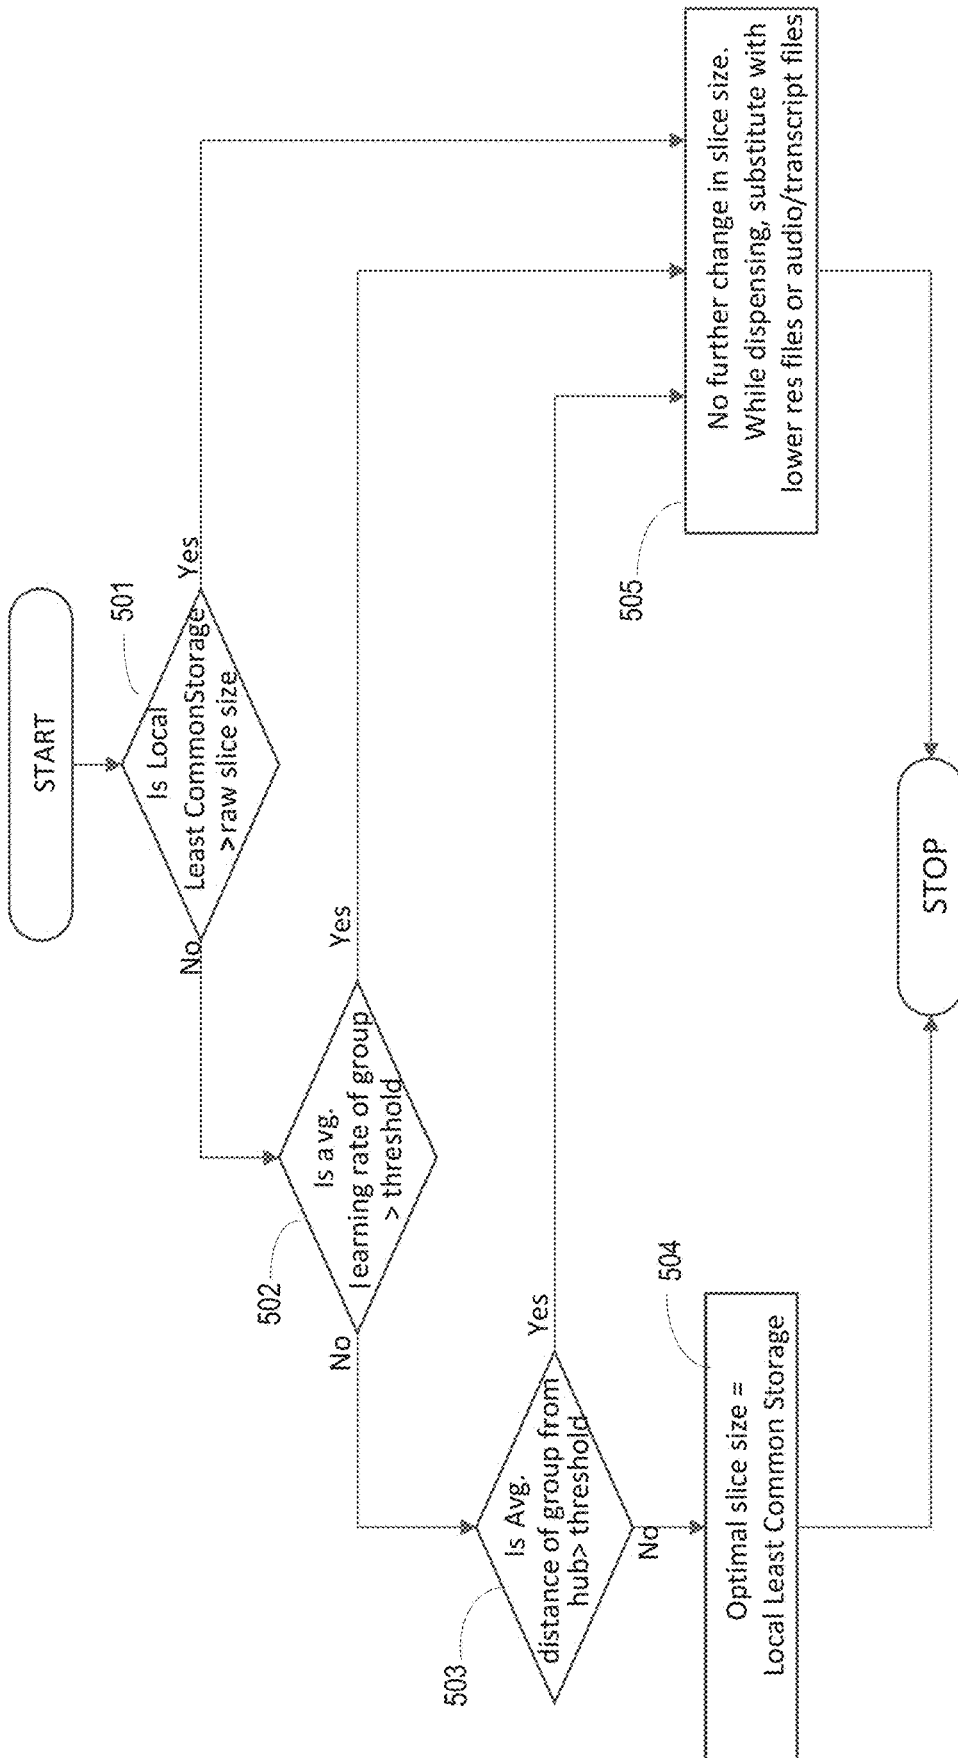 START
501
Is Local
Least CommonStorage
>raw slice size
Yes
No
502
Is avg.
learning rate of group
> threshold
Yes
No
503
Is Avg.
distance of group from
hub> threshold
Yes
No
504
Optimal slice size =
Local Least Common Storage
505
No further change in slice size.
While dispensing, substitute with
lower res files or audio/transcript files
STOP